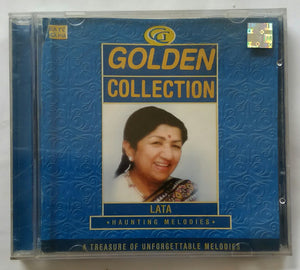 GOLDEN
COLLECTION
LATA
• HAUNTING MELODIES •
A TREASURE OF UNFORGETTABLE MELODIES